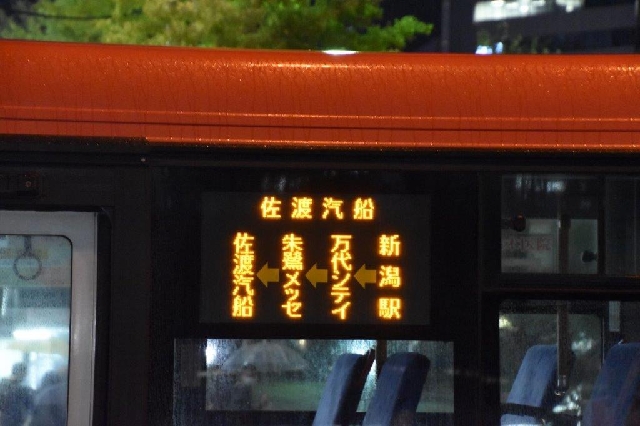 佐渡汽船
新潟駅
万代シテイ
朱鷺メッセ
佐渡汽船